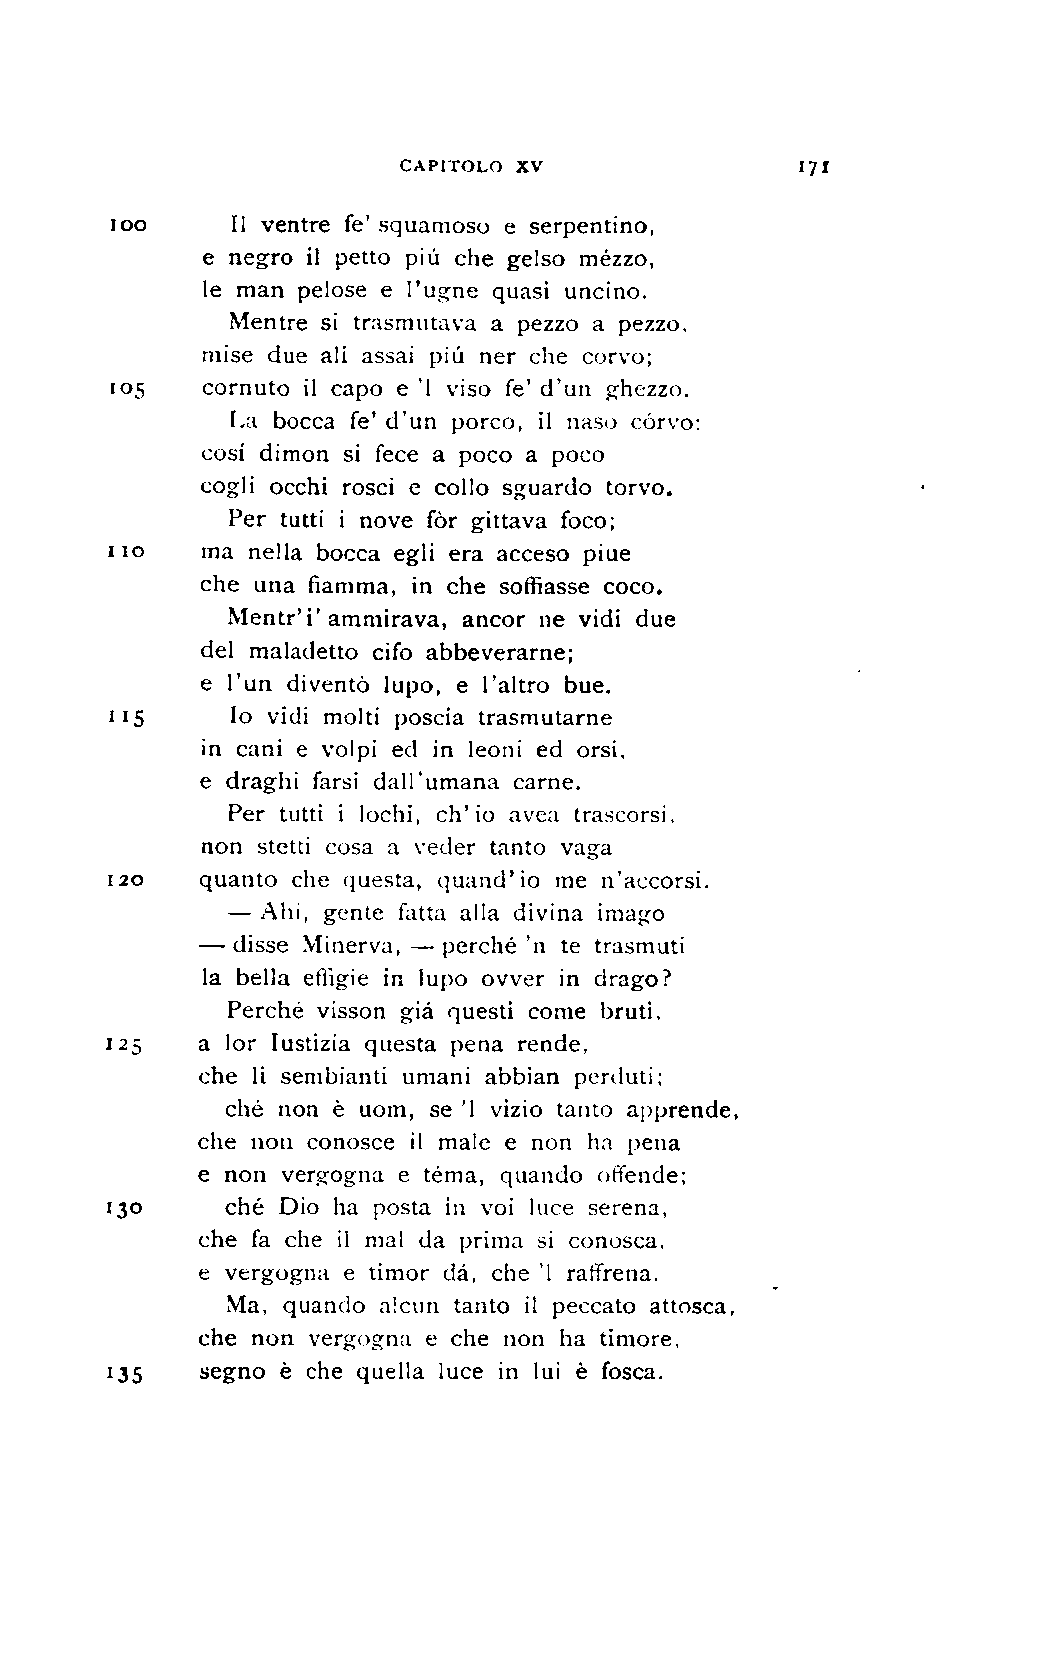 CAPITOLO XV 171
100 Il ventre fe' squamoso e serpentino,
e negro il petto piú che gelso mézzo,
le man pelose e l'ugne quasi uncino.
Mentre si trasmutava a pezzo a pezzo,
mise due ali assai piú ner che corvo;
105 cornuto il capo e 'l viso fe' d'un ghezzo.
La bocca fe' d'un porco, il naso córvo:
cosí dimon si fece a poco a poco
cogli occhi rosci e collo sguardo torvo.
Per tutti i nove fòr gittava foco;
110 ma nella bocca egli era acceso piue
che una fiamma, in che soffiasse coco.
Mentr'i' ammirava, ancor ne vidi due
del maladetto cifo abbeverarne;
e l'un diventò lupo, e l'altro bue.
115 Io vidi molti poscia trasmutarne
in cani e volpi ed in leoni ed orsi,
e draghi farsi dall'umana carne.
Per tutti i lochi, ch'io avea trascorsi,
non stetti cosa a veder tanto vaga
120 quanto che questa, quand'io me n'accorsi.
— Ahi, gente fatta alla divina imago
— disse Minerva, — perché 'n te trasmuti
la bella effigie in lupo ovver in drago?
Perché visson giá questi come bruti,
125 a lor Iustizia questa pena rende,
che li sembianti umani abbian perduti;
ché non è uom, se 'l vizio tanto apprende,
che non conosce il male e non ha pena
e non vergogna e téma, quando offende;
130 ché Dio ha posta in voi luce serena,
che fa che il mal da prima si conosca,
e vergogna e timor dá, che 'l raffrena.
Ma, quando alcun tanto il peccato attosca,
che non vergogna e che non ha timore,
135 segno è che quella luce in lui è fosca.